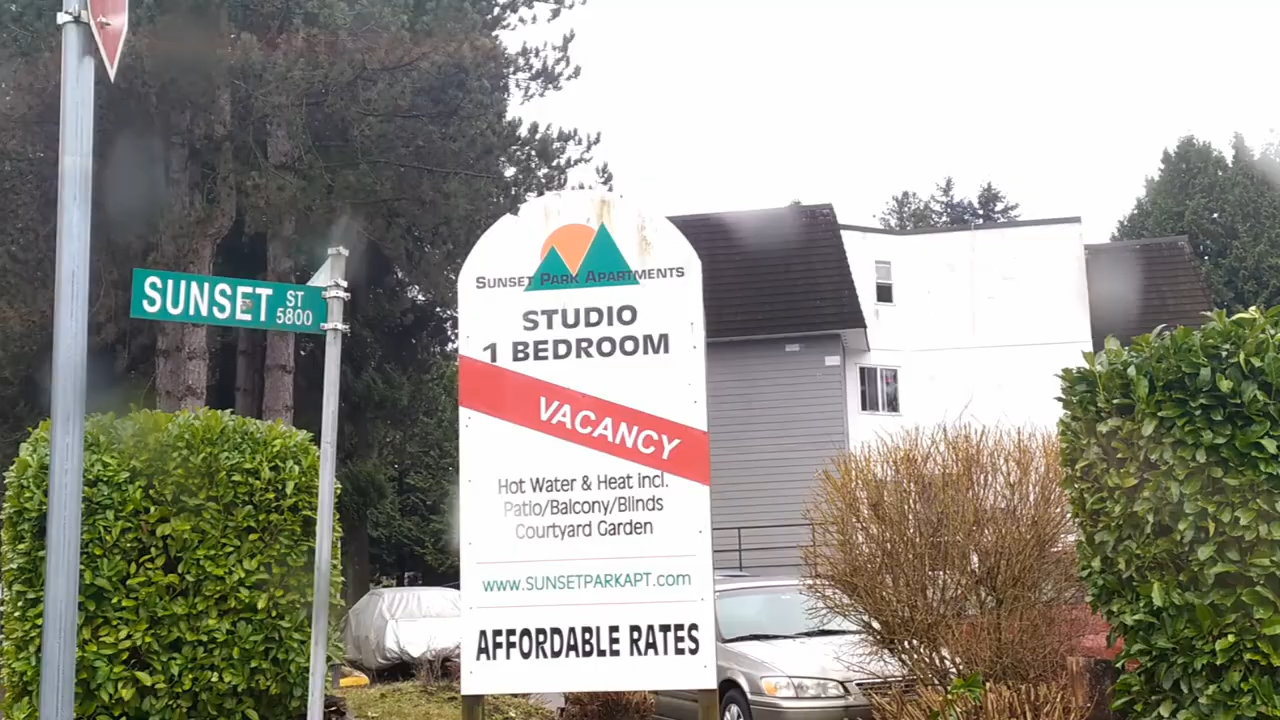 SUNSET ST
5800
SUNSET PARK APARTMENTS
STUDIO
1 BEDROOM
VACANCY
Hot Water & Heat incl.
Patio/Balcony/Blinds
Courtyard Garden
www.SUNSETPARKAPT.com
AFFORDABLE RATES